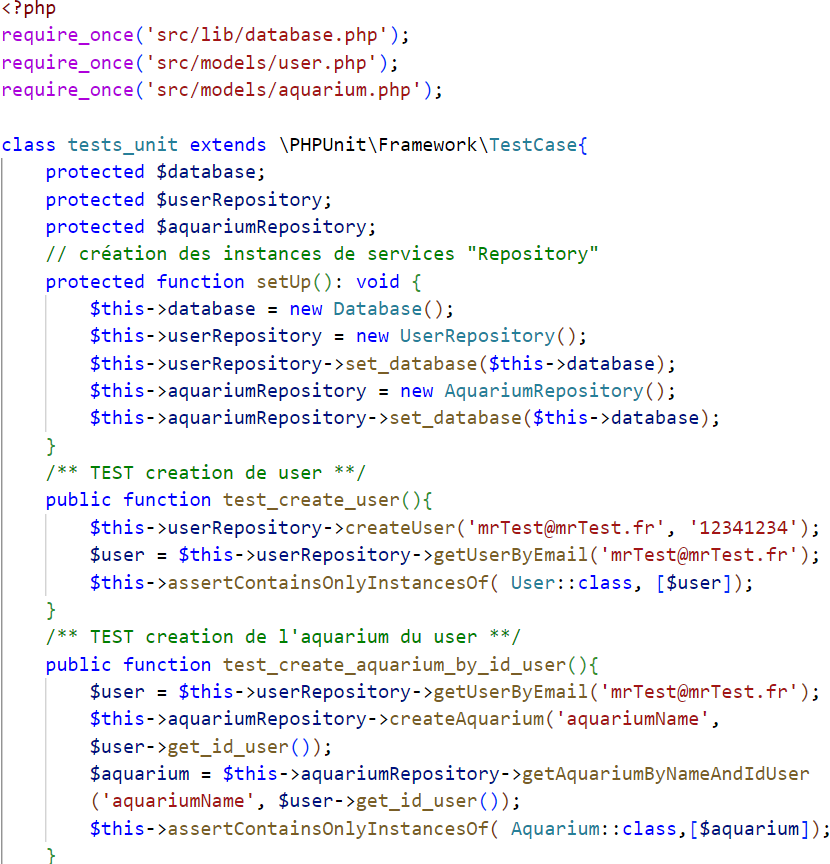 <?php
require_once('src/lib/database.php');
require_once('src/models/user.php');
require_once('src/models/aquarium.php');

class tests_unit extends \PHPUnit\Framework\TestCase{
    protected $database;
    protected $userRepository;
    protected $aquariumRepository;
    // création des instances de services "Repository"
    protected function setUp(): void {
        $this->database = new Database();
        $this->userRepository = new UserRepository();
        $this->userRepository->set_database($this->database);
        $this->aquariumRepository = new AquariumRepository();
        $this->aquariumRepository->set_database($this->database);
    }
    /** TEST creation de user **/
    public function test_create_user(){
        $this->userRepository->createUser('mrTest@mrTest.fr', '12341234');
        $user = $this->userRepository->getUserByEmail('mrTest@mrTest.fr');
        $this->assertContainsOnlyInstancesOf( User::class, [$user]);
    }
    /** TEST creation de l'aquarium du user **/
    public function test_create_aquarium_by_id_user(){
        $user = $this->userRepository->getUserByEmail('mrTest@mrTest.fr');
        $this->aquariumRepository->createAquarium('aquariumName',
        $user->get_id_user());
        $aquarium = $this->aquariumRepository->getAquariumByNameAndIdUser
        ('aquariumName', $user->get_id_user());
        $this->assertContainsOnlyInstancesOf( Aquarium::class,[$aquarium]);
    }